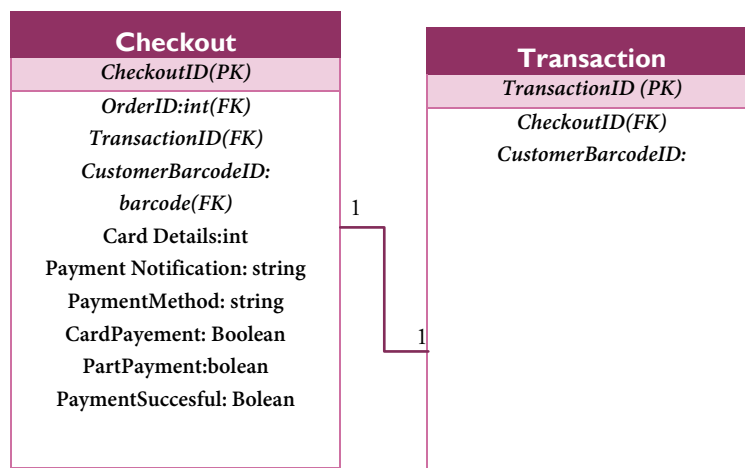 Checkout
CheckoutID(PK)
OrderID:int(FK)
TransactionID(FK)
CustomerBarcodeID:
barcode(FK)
Card Details:int
Payment Notification: string
PaymentMethod: string
CardPayement: Boolean
PartPayment:bolean
PaymentSuccesful: Bolean
1
1
Transaction
TransactionID (PK)
CheckoutID(FK)
CustomerBarcodeID: